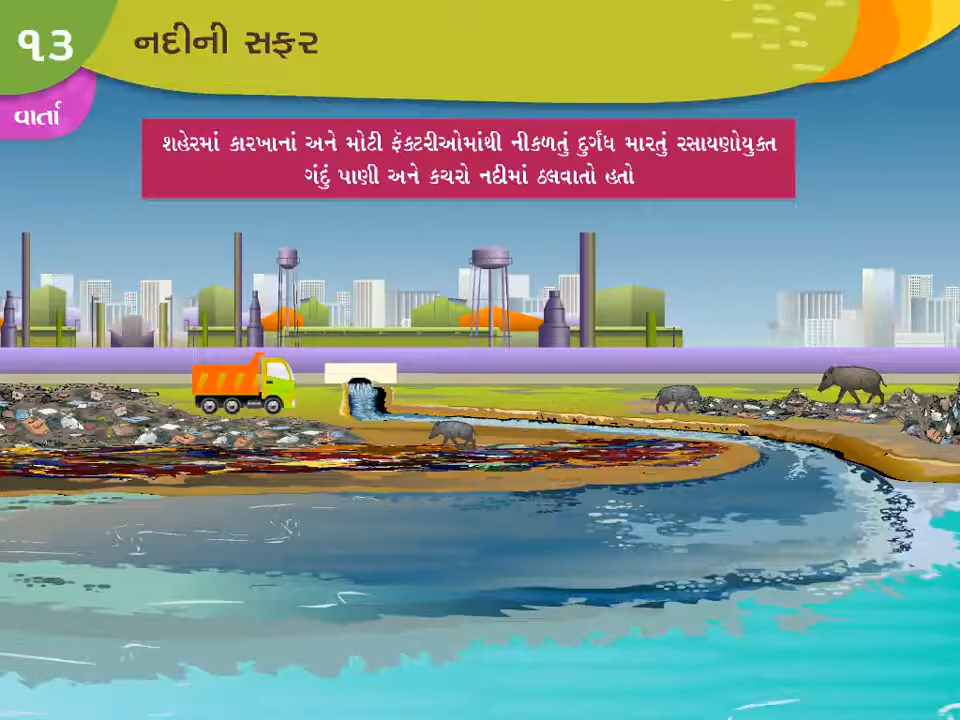 ૧૩
નદીની સફર
વાર્તા
શહેરમાં કારખાનાં અને મોટી ફૅક્ટરીઓમાંથી નીકળતું દુર્ગંધ મારતું રસાયણોયુક્ત
ગંદું પાણી અને કચરો નદીમાં ઠલવાતો હતો